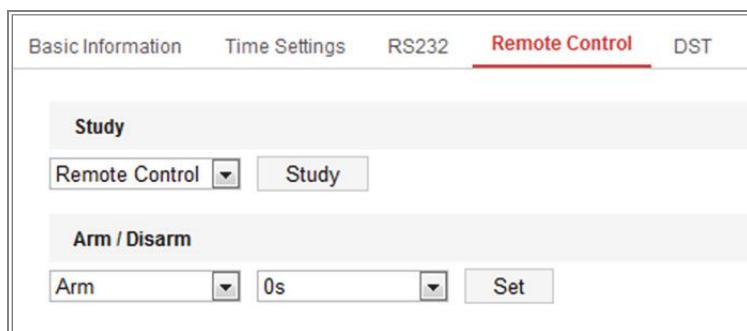 Basic Information Time Settings RS232 Remote Control DST
Study
Remote Control Study
Arm / Disarm
Arm 0s Set